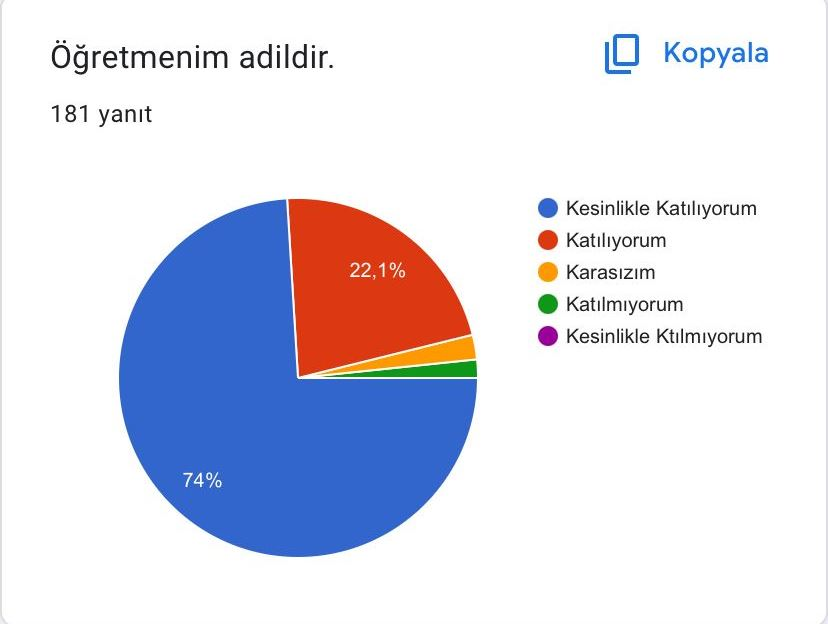 Öğretmenim adildir.
Kopyala
181 yanıt
22,1%
74%
Kesinlikle Katılıyorum
Katılıyorum
Karasızım
Katılmıyorum
Kesinlikle Ktılmıyorum